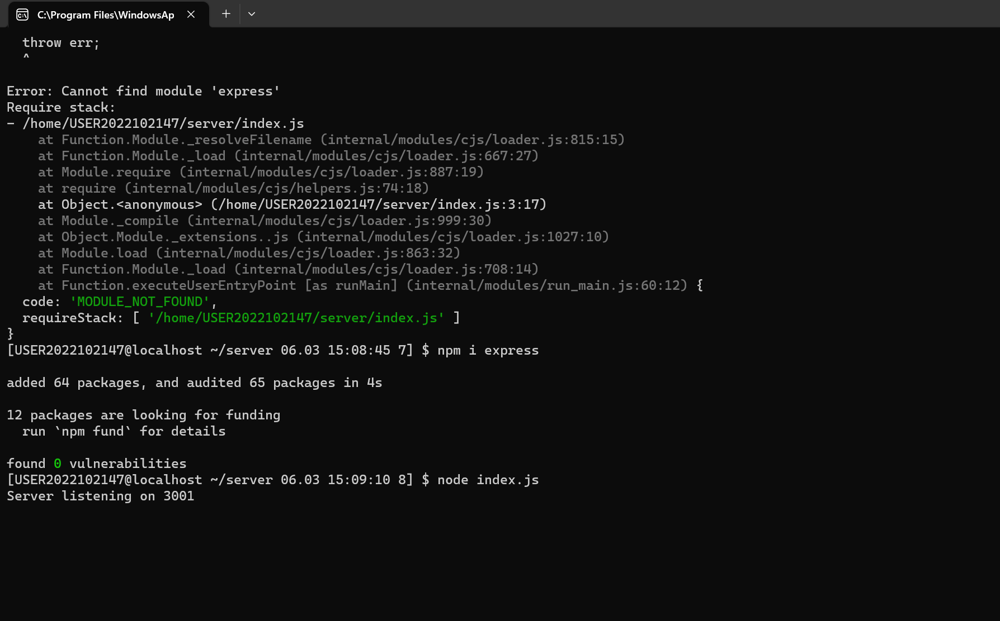 C:\Program Files\WindowsAp
throw err;
^
Error: Cannot find module 'express'
Require stack:
- /home/USER2022102147/server/index.js
    at Function.Module._resolveFilename (internal/modules/cjs/loader.js:815:15)
    at Function.Module._load (internal/modules/cjs/loader.js:667:27)
    at Module.require (internal/modules/cjs/loader.js:887:19)
    at require (internal/modules/cjs/helpers.js:74:18)
    at Object.<anonymous> (/home/USER2022102147/server/index.js:3:17)
    at Module._compile (internal/modules/cjs/loader.js:999:30)
    at Object.Module._extensions..js (internal/modules/cjs/loader.js:1027:10)
    at Module.load (internal/modules/cjs/loader.js:863:32)
    at Function.Module._load (internal/modules/cjs/loader.js:708:14)
    at Function.executeUserEntryPoint [as runMain] (internal/modules/run_main.js:60:12) {
  code: 'MODULE_NOT_FOUND',
  requireStack: [ '/home/USER2022102147/server/index.js' ]
}
[USER2022102147@localhost ~/server 06.03 15:08:45 7] $ npm i express
added 64 packages, and audited 65 packages in 4s
12 packages are looking for funding
  run `npm fund` for details
found 0 vulnerabilities
[USER2022102147@localhost ~/server 06.03 15:09:10 8] $ node index.js
Server listening on 3001